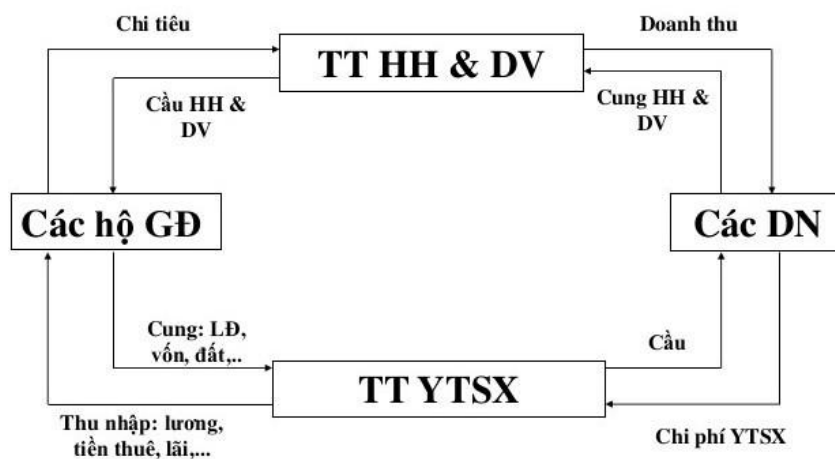 Chi tiêu
Doanh thu
TT HH & DV
Cầu HH &
DV
Cung HH &
DV
Các hộ GĐ
Các DN
Cung: LĐ,
vốn, đất,..
Cầu
TT YTSX
Thu nhập: lương,
tiền thuê, lãi,...
Chi phí YTSX